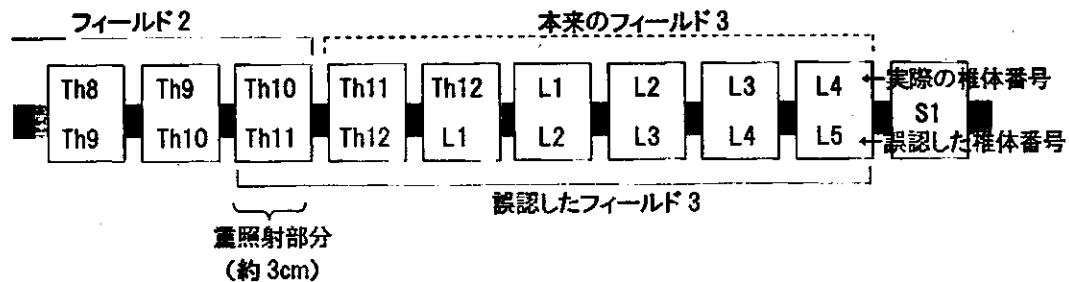 フィールド2 本来のフィールド3
Th8 Th9 Th10 Th11 Th12 L1 L2 L3 L4 ←実際の椎体番号
S1
Th9 Th10 Th11 Th12 L1 L2 L3 L4 L5 ←誤認した椎体番号
誤認したフィールド3
重照射部分
(約3cm)